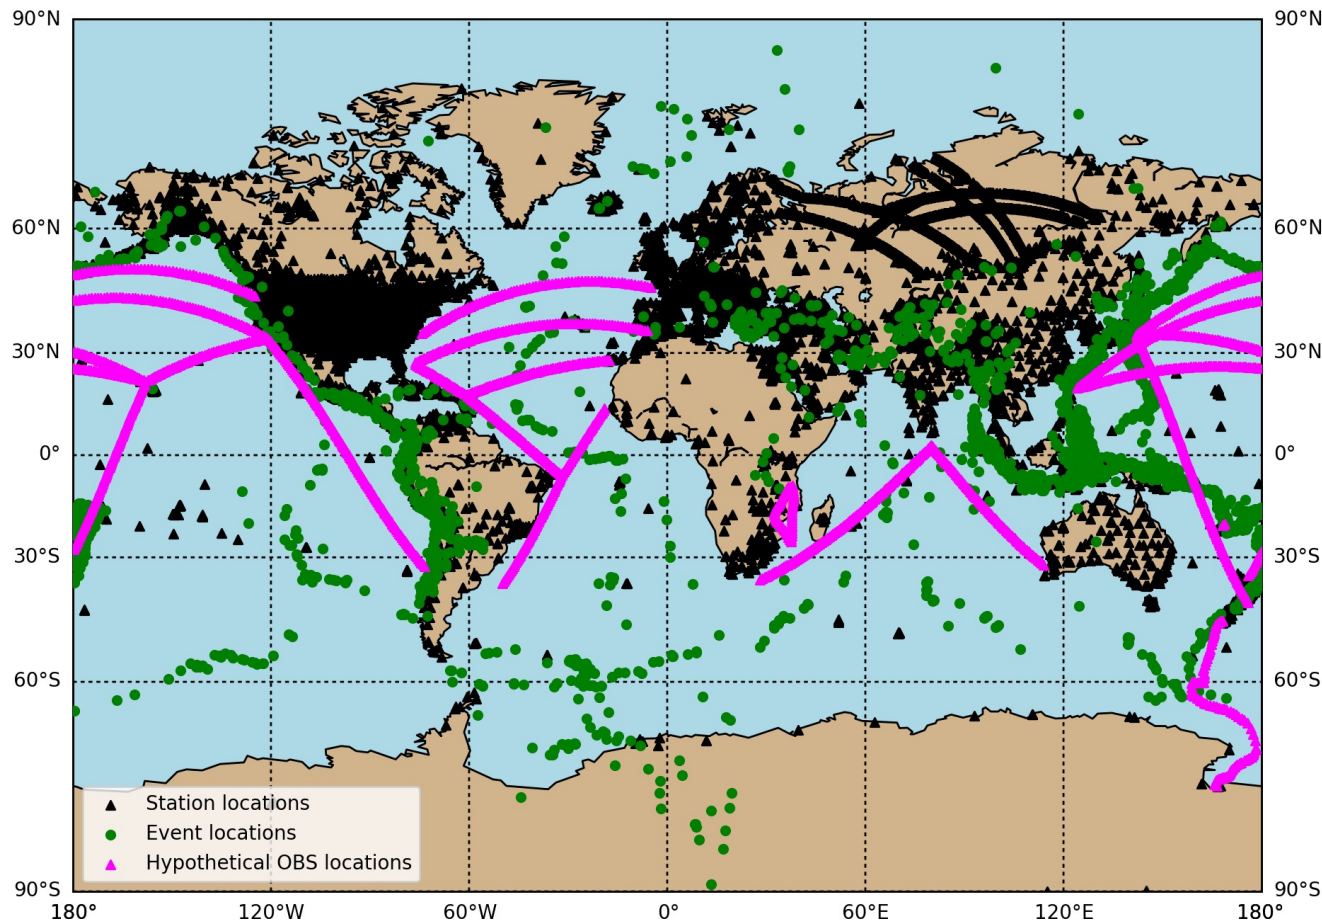 90°N 90°N
60°N 60°N
30°N 30°N
0° 0°
30°S 30°S
60°S 60°S
Station locations
Event locations
Hypothetical OBS locations
90°S 90°S
180° 120°W 60°W 0° 60°E 120°E 180°